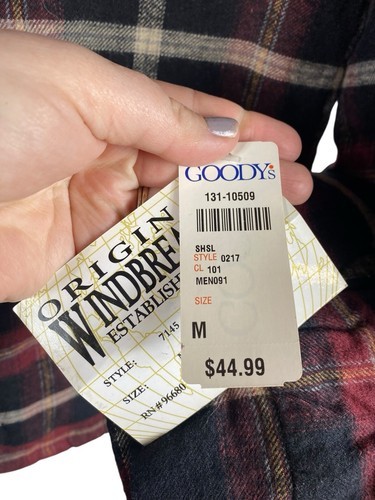 GOODY'S
131-10509
SHSL
STYLE 0217
CL 101
MEN091
SIZE
M
$44.99
ORIGIN
WINDBREA
ESTABLISH
STYLE: 7145
SIZE:
RN # 96680